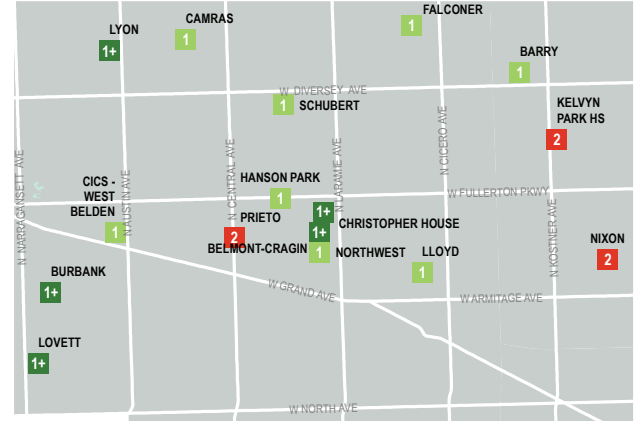 FALCONER
1
CAMRAS
1
LYON
1+
BARRY
1
W DIVERSEY AVE
1
SCHUBERT
KELVYN
PARK HS
2
N NARRAGANSETT AVE
N AUSTIN AVE
N CENTRAL AVE
N LARAMIE AVE
N CICERO AVE
N KOSTNER AVE
HANSON PARK
1
W FULLERTON PKWY
CICS -
WEST
BELDEN
1
PRIETO
2
1+
1+
CHRISTOPHER HOUSE
BELMONT-CRAGIN
1
NORTHWEST
LLOYD
1
NIXON
2
BURBANK
1+
W GRAND AVE
W ARMITAGE AVE
LOVETT
1+
W NORTH AVE